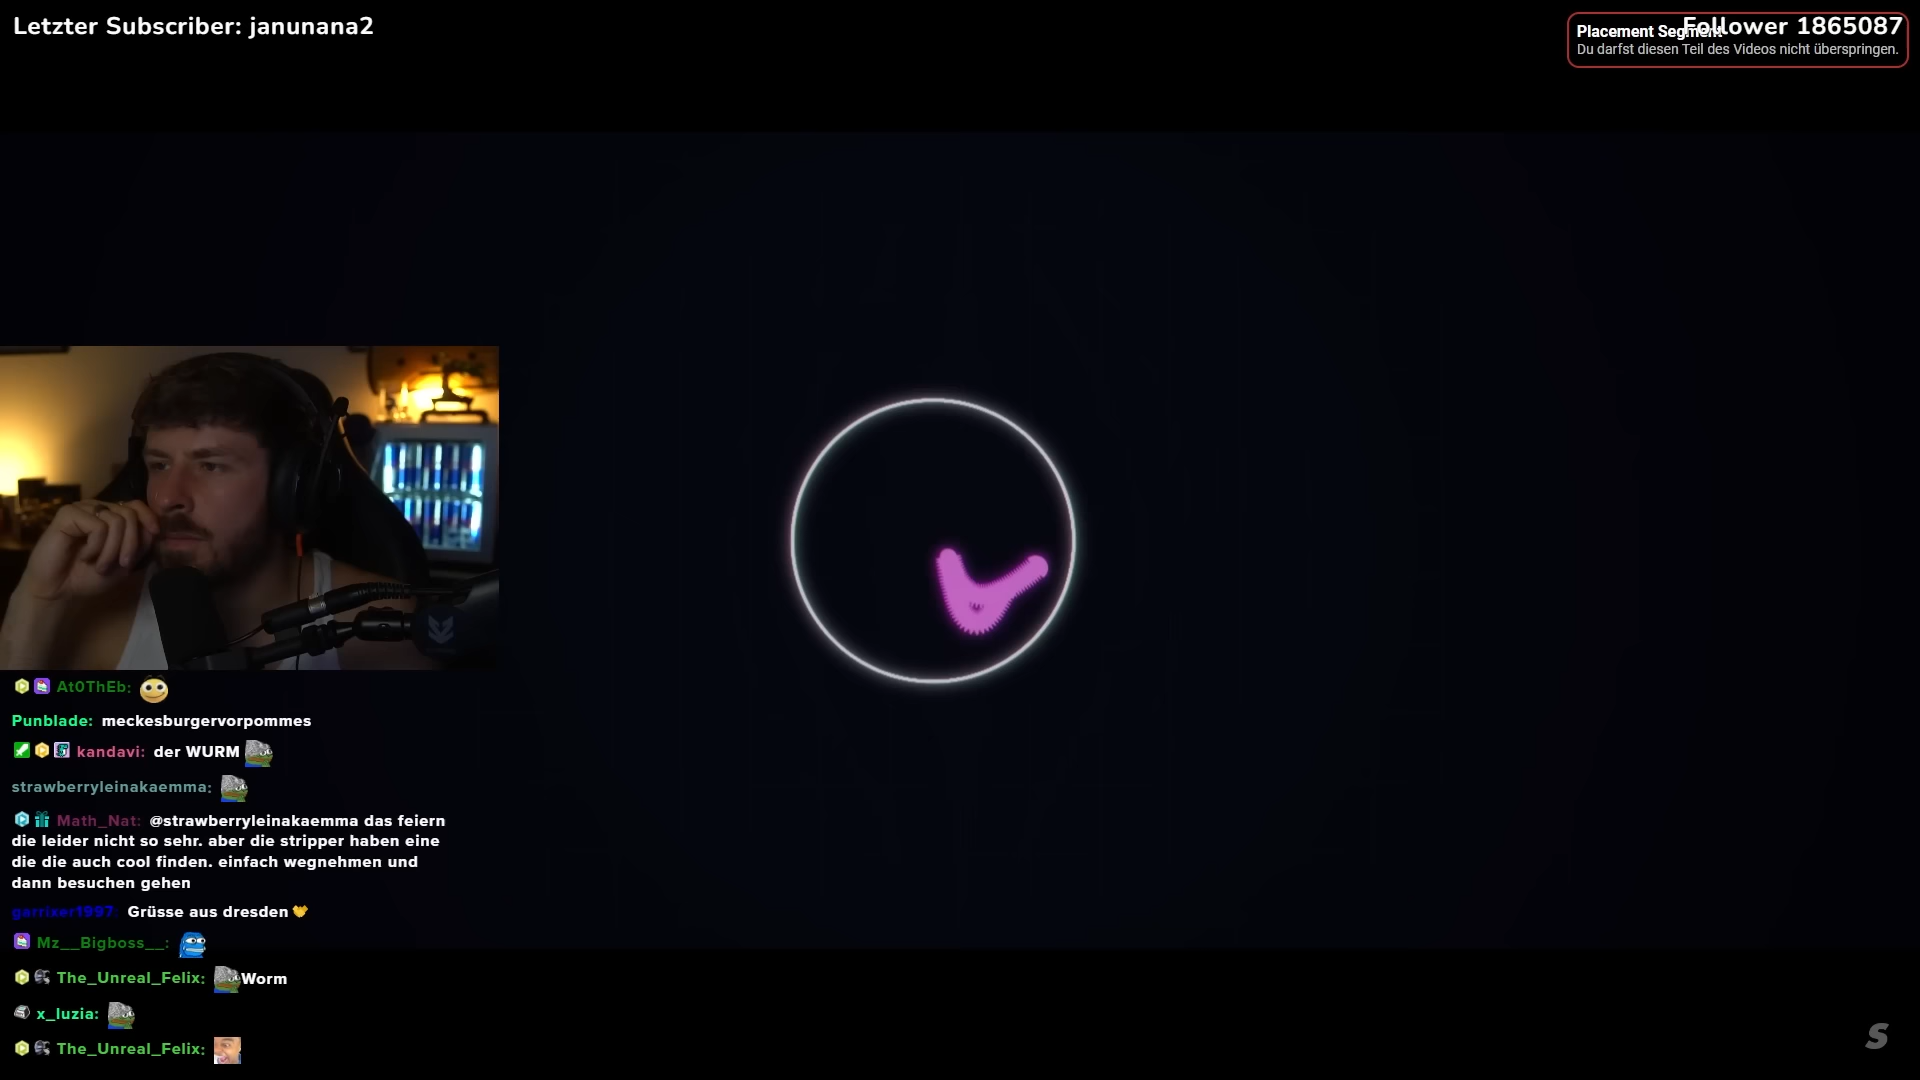 Letzter Subscriber: janunana2
Follower 1865087
Placement Segment
Du darfst diesen Teil des Videos nicht überspringen.
At0ThEb:
Punblade: meckesburgervorpommes
kandavi: der WURM
strawberryleinakaemma:
Math_Nat: @strawberryleinakaemma das feiern
die leider nicht so sehr. aber die stripper haben eine
die die auch cool finden. einfach wegnehmen und
dann besuchen gehen
garrixer1997: Grüsse aus dresden
Mz__Bigboss__:
The_Unreal_Felix: Worm
x_luzia:
The_Unreal_Felix:
S